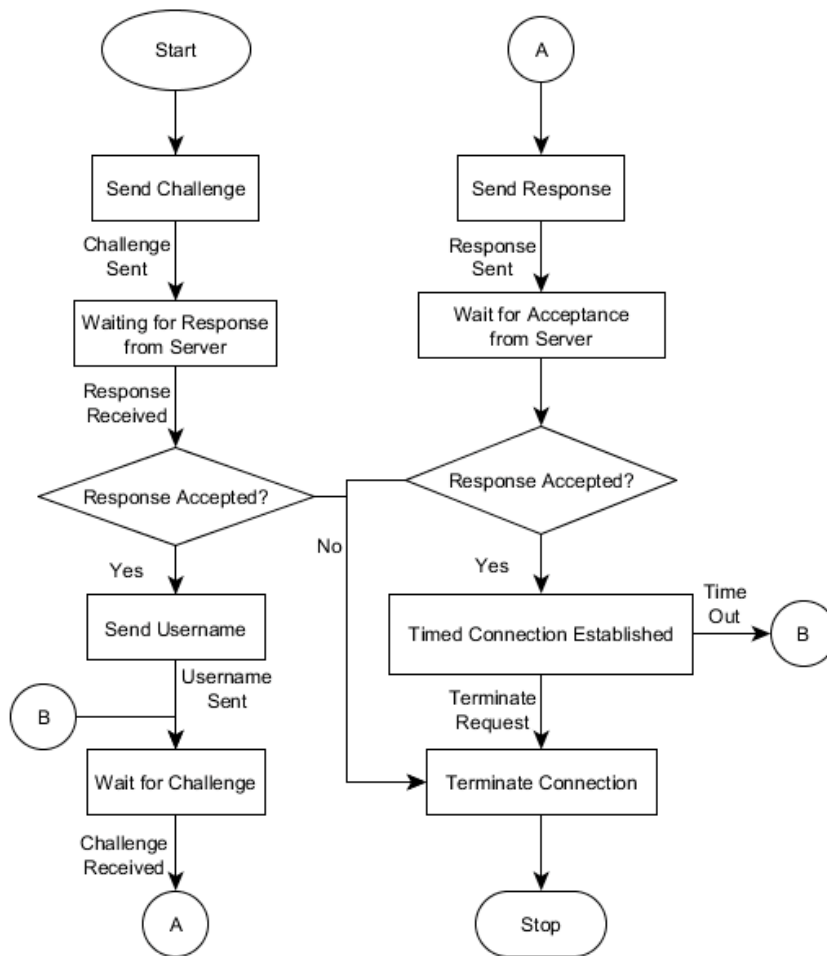 Start
Send Challenge
Challenge
Sent
Waiting for Response
from Server
Response
Received
Response Accepted?
Yes
Send Username
Username
Sent
B
Wait for Challenge
Challenge
Received
A
A
Send Response
Response
Sent
Wait for Acceptance
from Server
Response Accepted?
No
Yes
Timed Connection Established
Time
Out
B
Terminate
Request
Terminate Connection
Stop